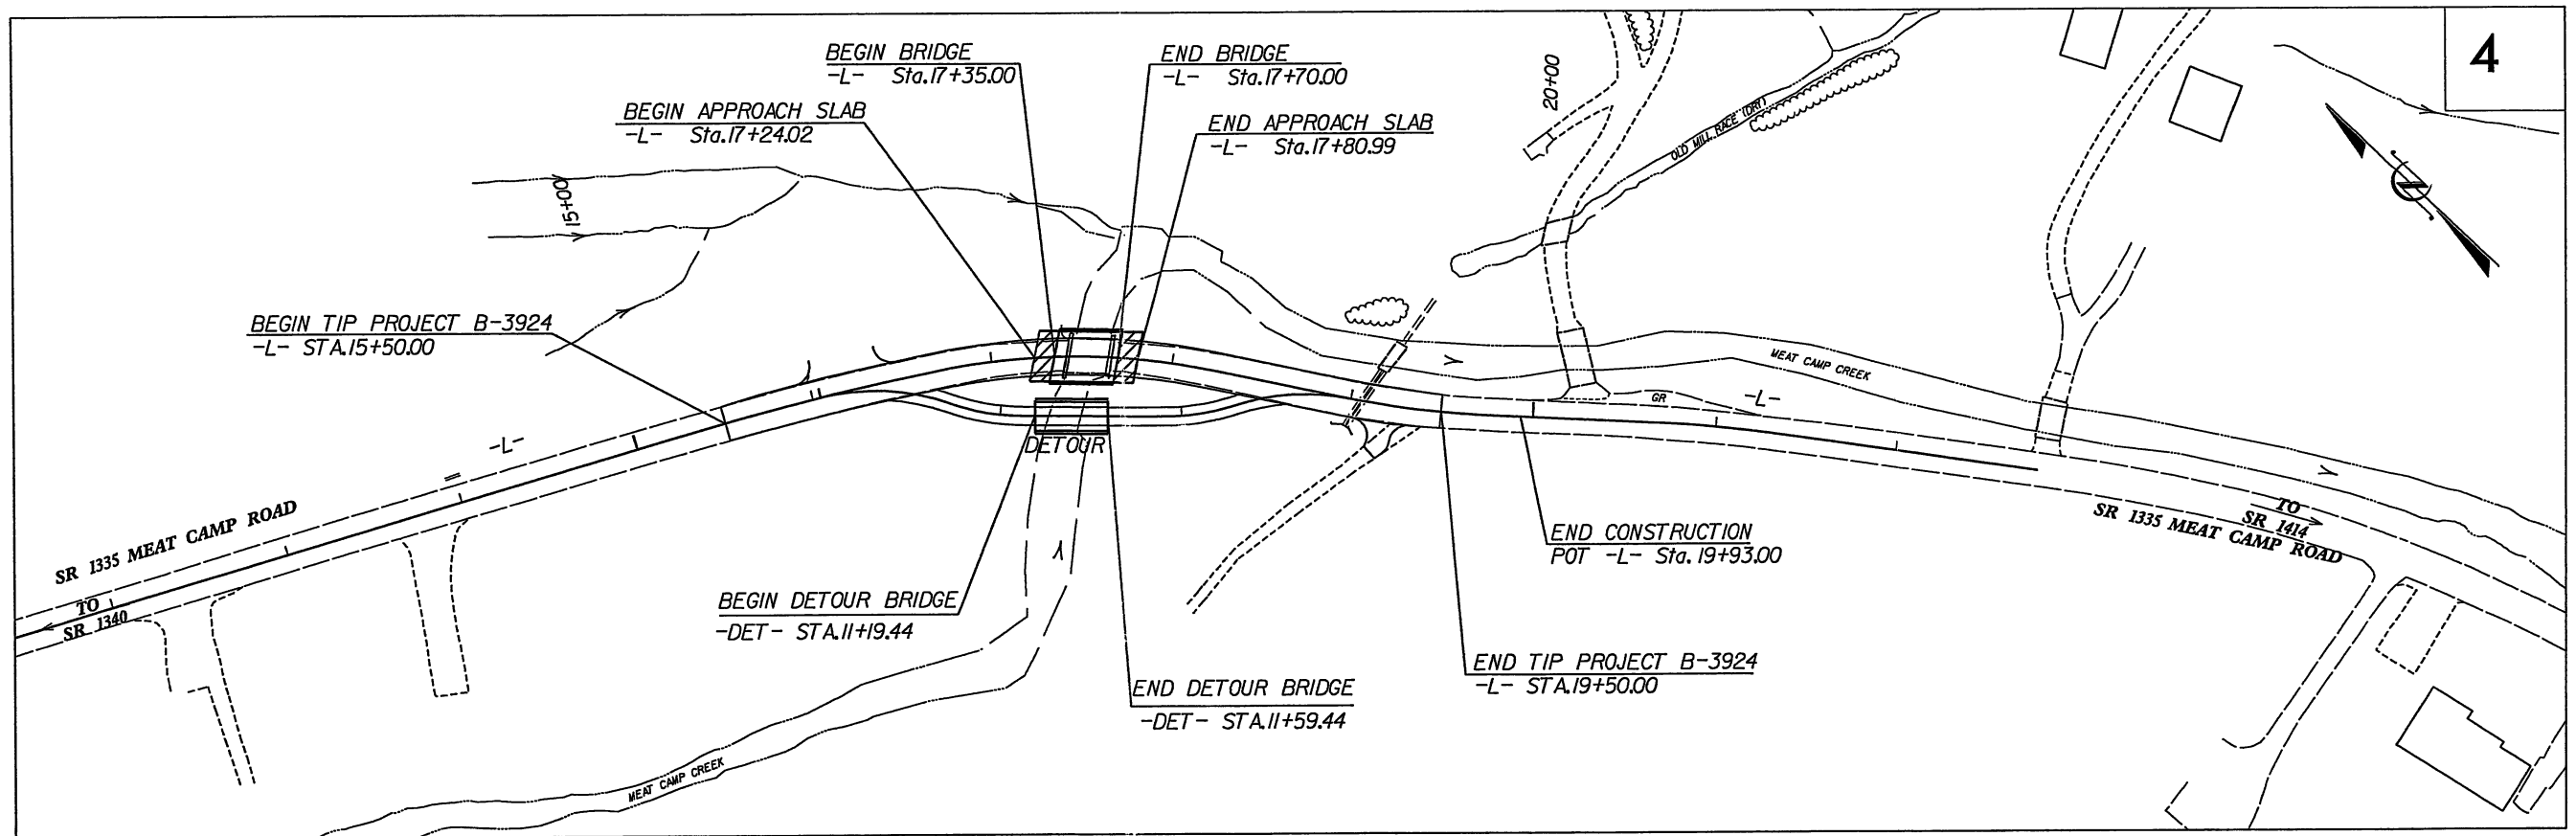 4
BEGIN BRIDGE
-L- Sta.17+35.00
END BRIDGE
-L- Sta.17+70.00
BEGIN APPROACH SLAB
-L- Sta.17+24.02
END APPROACH SLAB
-L- Sta.17+80.99
20+00
OLD MILL RACE (DRY)
15+00
BEGIN TIP PROJECT B-3924
-L- STA.15+50.00
MEAT CAMP CREEK
GR
-L-
-L-
DETOUR
SR 1335 MEAT CAMP ROAD
TO
SR 1340
TO
SR 1414
SR 1335 MEAT CAMP ROAD
END CONSTRUCTION
POT -L- Sta.19+93.00
BEGIN DETOUR BRIDGE
-DET- STA.11+19.44
END TIP PROJECT B-3924
-L- STA.19+50.00
END DETOUR BRIDGE
-DET- STA.11+59.44
MEAT CAMP CREEK